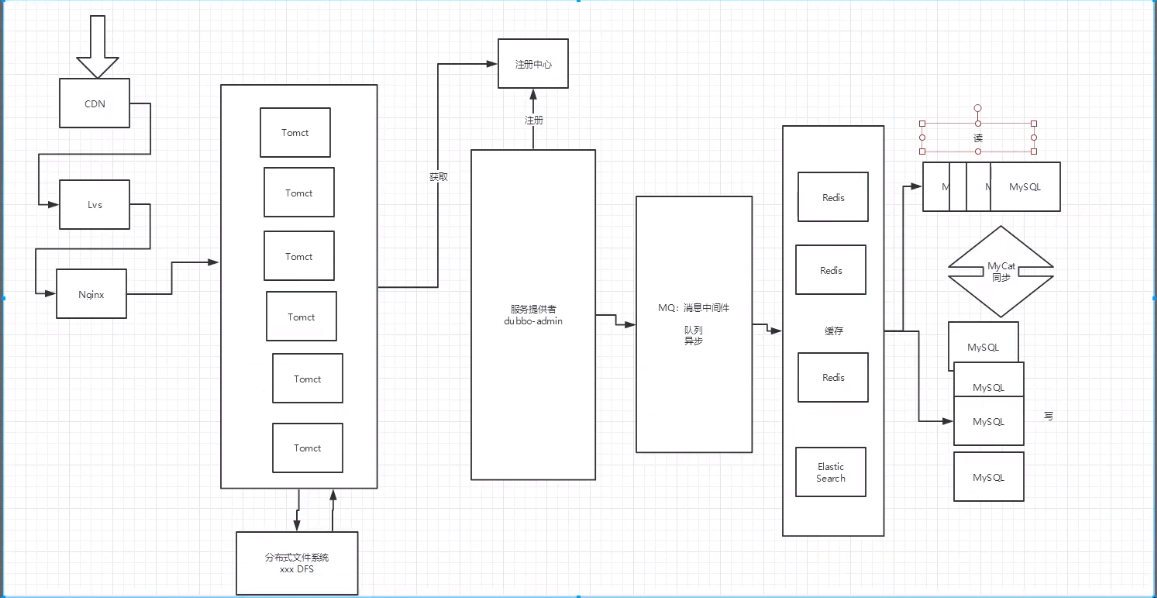 CDN
Lvs
Nginx
Tomct
Tomct
Tomct
Tomct
Tomct
Tomct
分布式文件系统
xxx DFS
获取
注册中心
注册
服务提供者
dubbo-admin
MQ：消息中间件
队列
异步
Redis
Redis
缓存
Redis
Elastic
Search
读
M
M
MySQL
MyCat
同步
MySQL
MySQL
MySQL
写
MySQL